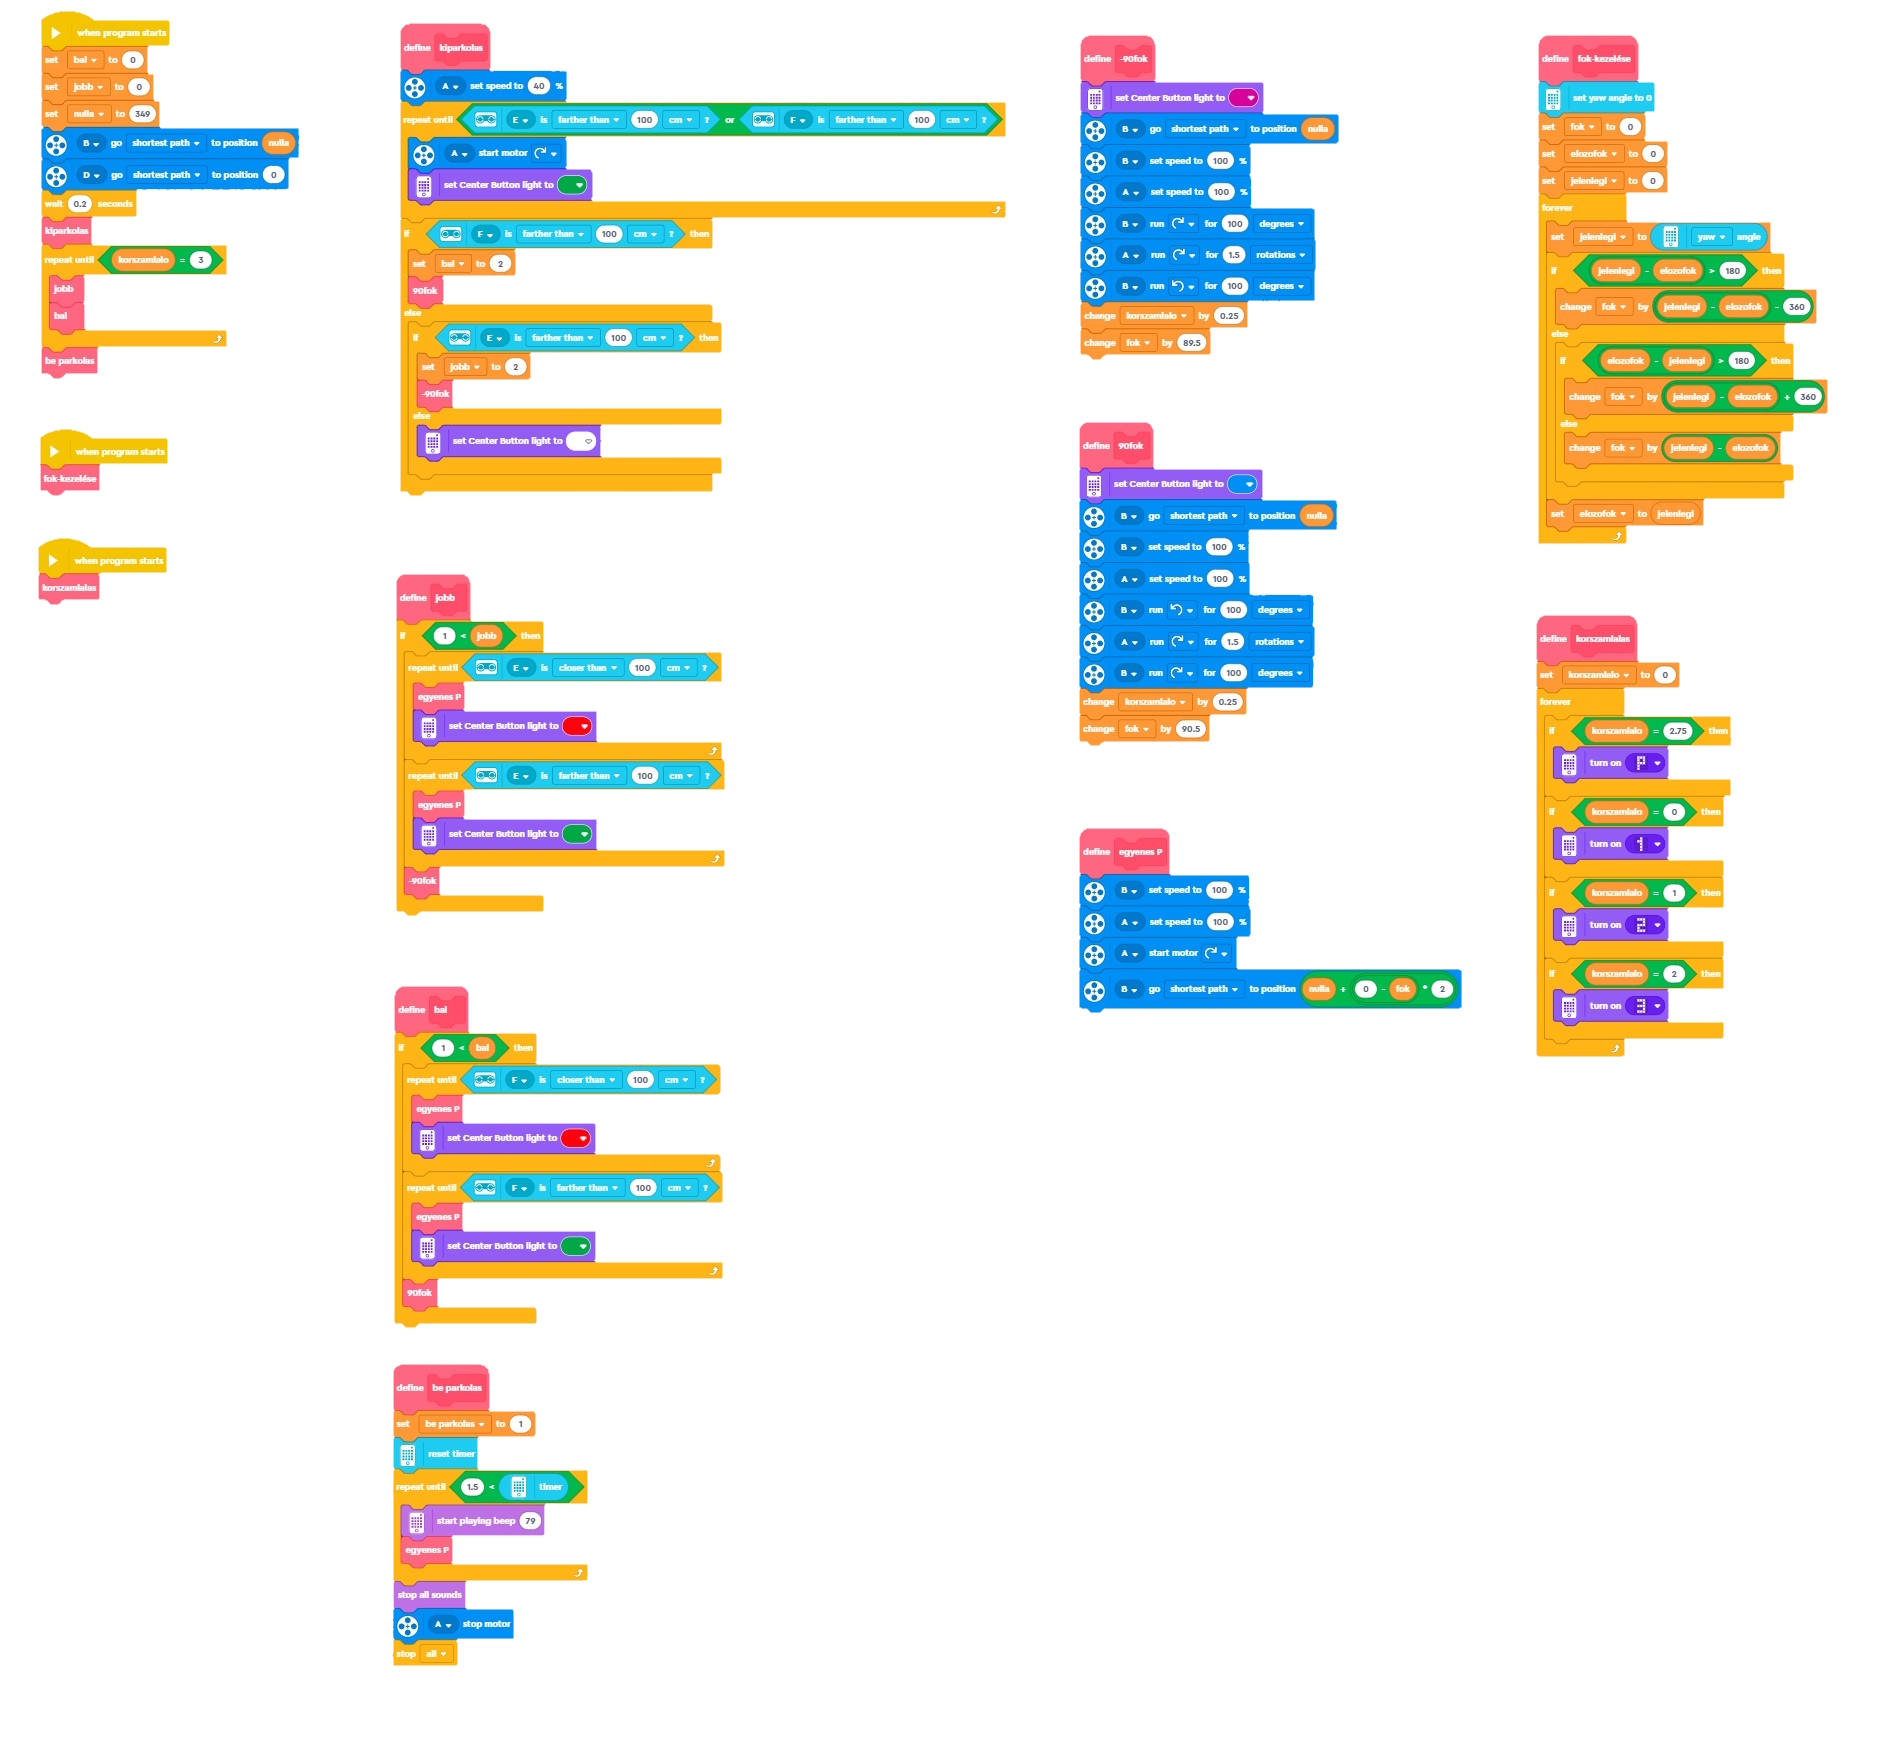 when program starts
set bal to 0
set jobb to 0
set nulla to 349
B go shortest path to position nulla
D go shortest path to position 0
wait 0.2 seconds
kiparkolas
repeat until korszamlalo = 3
jobb
bal
be parkolas
when program starts
fok-kezelése
when program starts
korszamlalas
define kiparkolas
A set speed to 40 %
repeat until E is farther than 100 cm ? or F is farther than 100 cm ?
A start motor
set Center Button light to
if F is farther than 100 cm ? then
set bal to 2
90fok
else
if E is farther than 100 cm ? then
set jobb to 2
-90fok
else
set Center Button light to
define jobb
if 1 < jobb then
repeat until E is closer than 100 cm ?
egyenes P
set Center Button light to
repeat until E is farther than 100 cm ?
egyenes P
set Center Button light to
-90fok
define bal
if 1 < bal then
repeat until F is closer than 100 cm ?
egyenes P
set Center Button light to
repeat until F is farther than 100 cm ?
egyenes P
set Center Button light to
90fok
define be parkolas
set be parkolas to 1
reset timer
repeat until 1.5 < timer
start playing beep 79
egyenes P
stop all sounds
A stop motor
stop all
define -90fok
set Center Button light to
B go shortest path to position nulla
B set speed to 100 %
A set speed to 100 %
B run for 100 degrees
A run for 1.5 rotations
B run for 100 degrees
change korszamlalo by 0.25
change fok by 89.5
define 90fok
set Center Button light to
B go shortest path to position nulla
B set speed to 100 %
A set speed to 100 %
B run for 100 degrees
A run for 1.5 rotations
B run for 100 degrees
change korszamlalo by 0.25
change fok by 90.5
define egyenes P
B set speed to 100 %
A set speed to 100 %
A start motor
B go shortest path to position nulla + 0 - fok * 2
define fok-kezelése
set yaw angle to 0
set fok to 0
set elozofok to 0
set jelenlegi to 0
forever
set jelenlegi to yaw angle
if jelenlegi - elozofok > 180 then
change fok by jelenlegi - elozofok - 360
else
if elozofok - jelenlegi > 180 then
change fok by jelenlegi - elozofok + 360
else
change fok by jelenlegi - elozofok
set elozofok to jelenlegi
define korszamlalas
set korszamlalo to 0
forever
if korszamlalo = 2.75 then
turn on P
if korszamlalo = 0 then
turn on 1
if korszamlalo = 1 then
turn on 2
if korszamlalo = 2 then
turn on 3